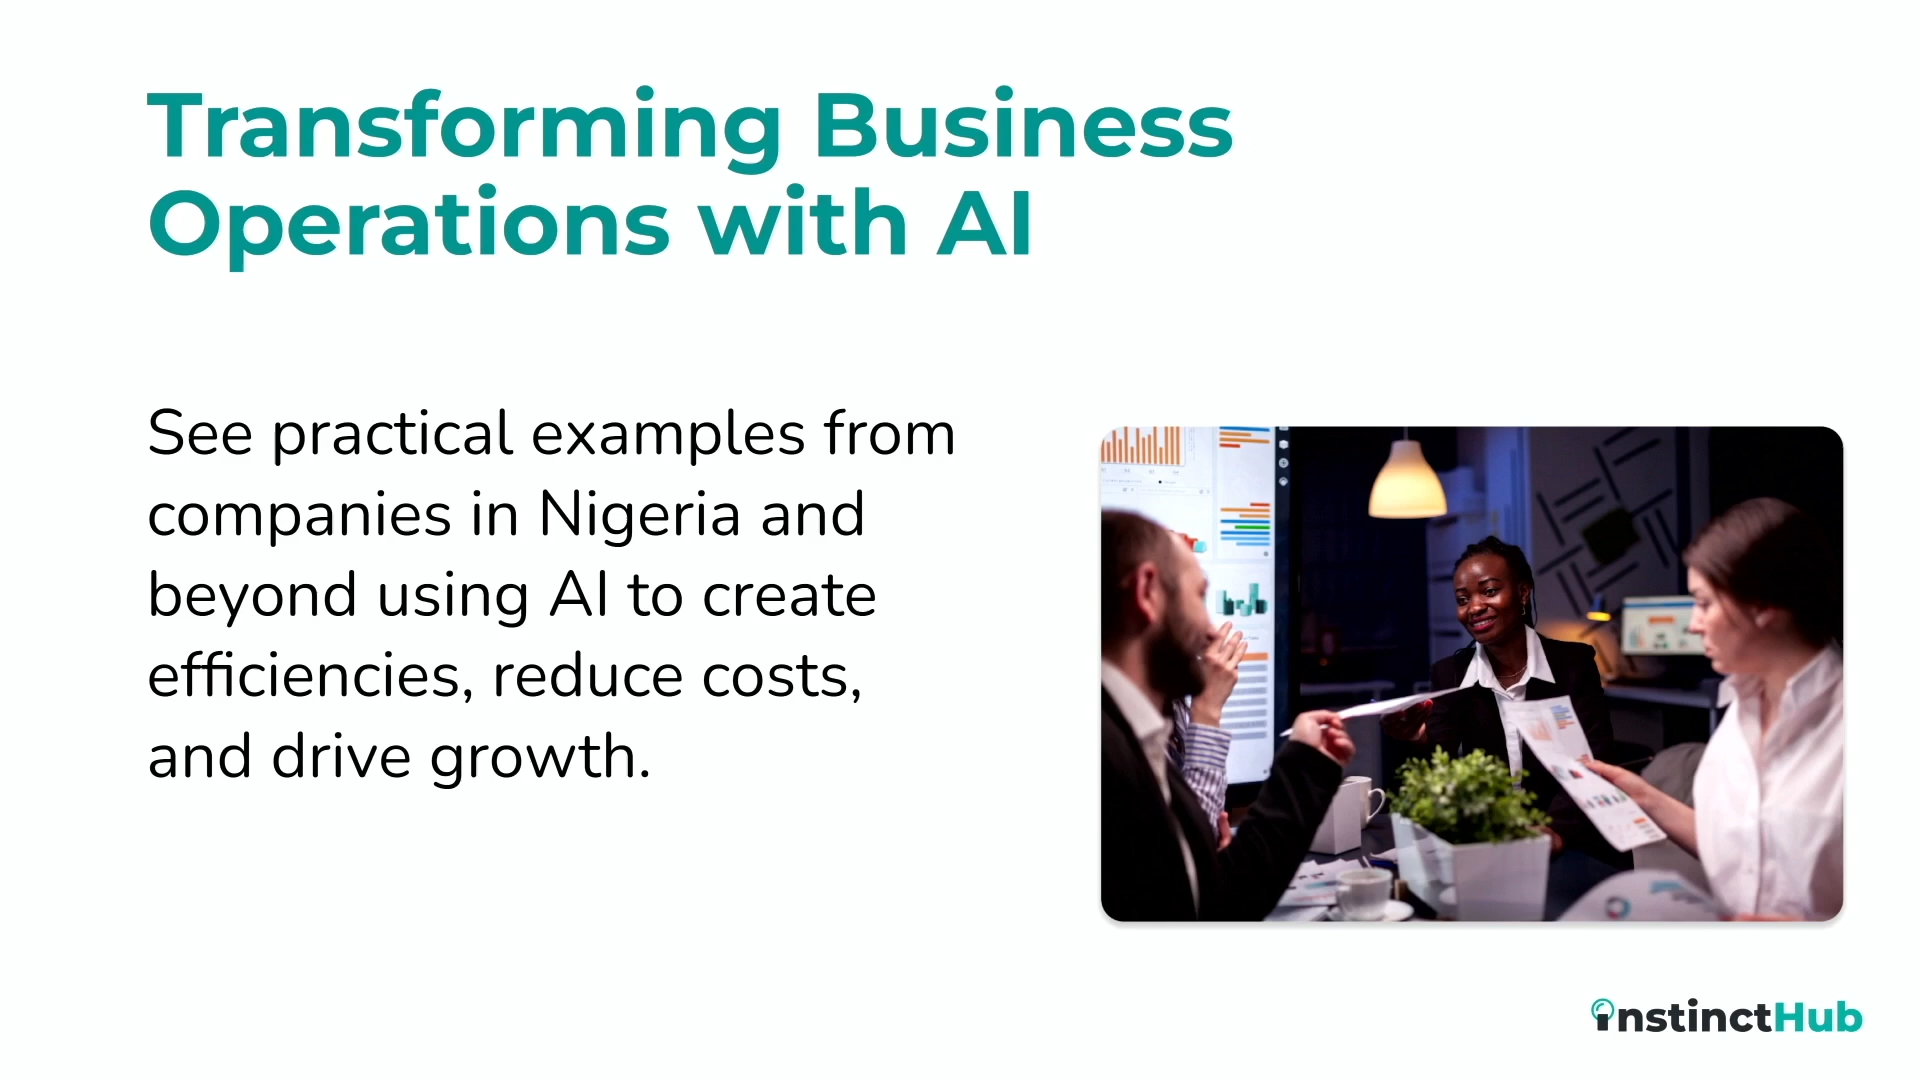 Transforming Business
Operations with AI
See practical examples from
companies in Nigeria and
beyond using AI to create
efficiencies, reduce costs,
and drive growth.
instinctHub